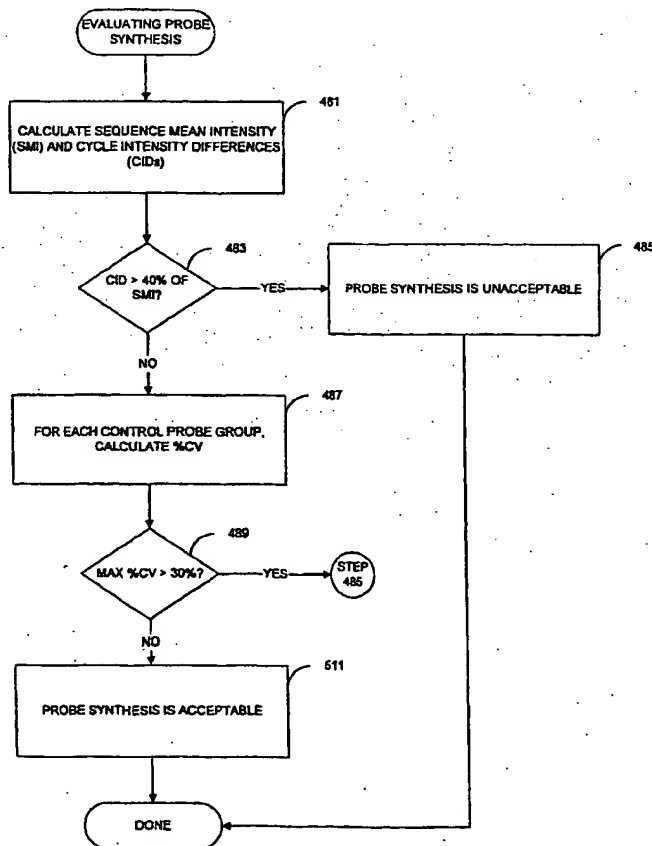 EVALUATING PROBE
SYNTHESIS
481
CALCULATE SEQUENCE MEAN INTENSITY
(SMI) AND CYCLE INTENSITY DIFFERENCES
(CIDs)
483
CID > 40% OF
SMI?
YES
485
PROBE SYNTHESIS IS UNACCEPTABLE
NO
487
FOR EACH CONTROL PROBE GROUP,
CALCULATE %CV
489
MAX %CV > 30%?
YES
STEP
485
NO
511
PROBE SYNTHESIS IS ACCEPTABLE
DONE